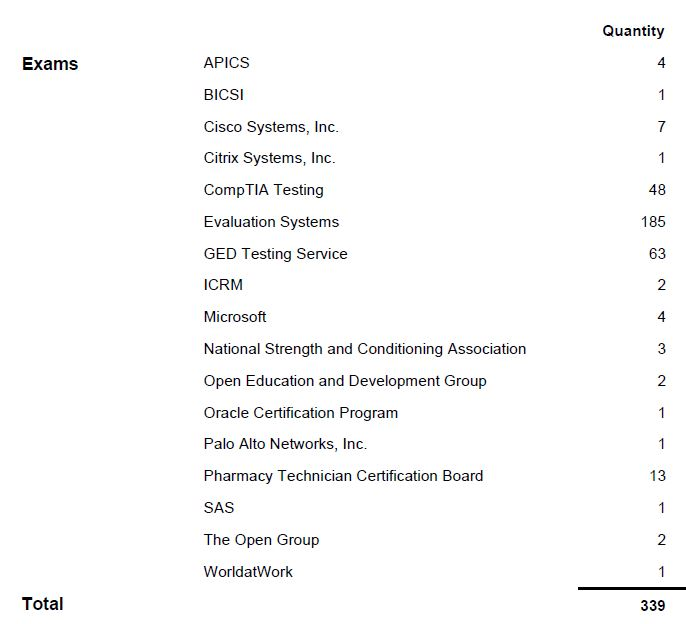 Quantity
Exams APICS 4
BICSI 1
Cisco Systems, Inc. 7
Citrix Systems, Inc. 1
CompTIA Testing 48
Evaluation Systems 185
GED Testing Service 63
ICRM 2
Microsoft 4
National Strength and Conditioning Association 3
Open Education and Development Group 2
Oracle Certification Program 1
Palo Alto Networks, Inc. 1
Pharmacy Technician Certification Board 13
SAS 1
The Open Group 2
WorldatWork 1
Total 339